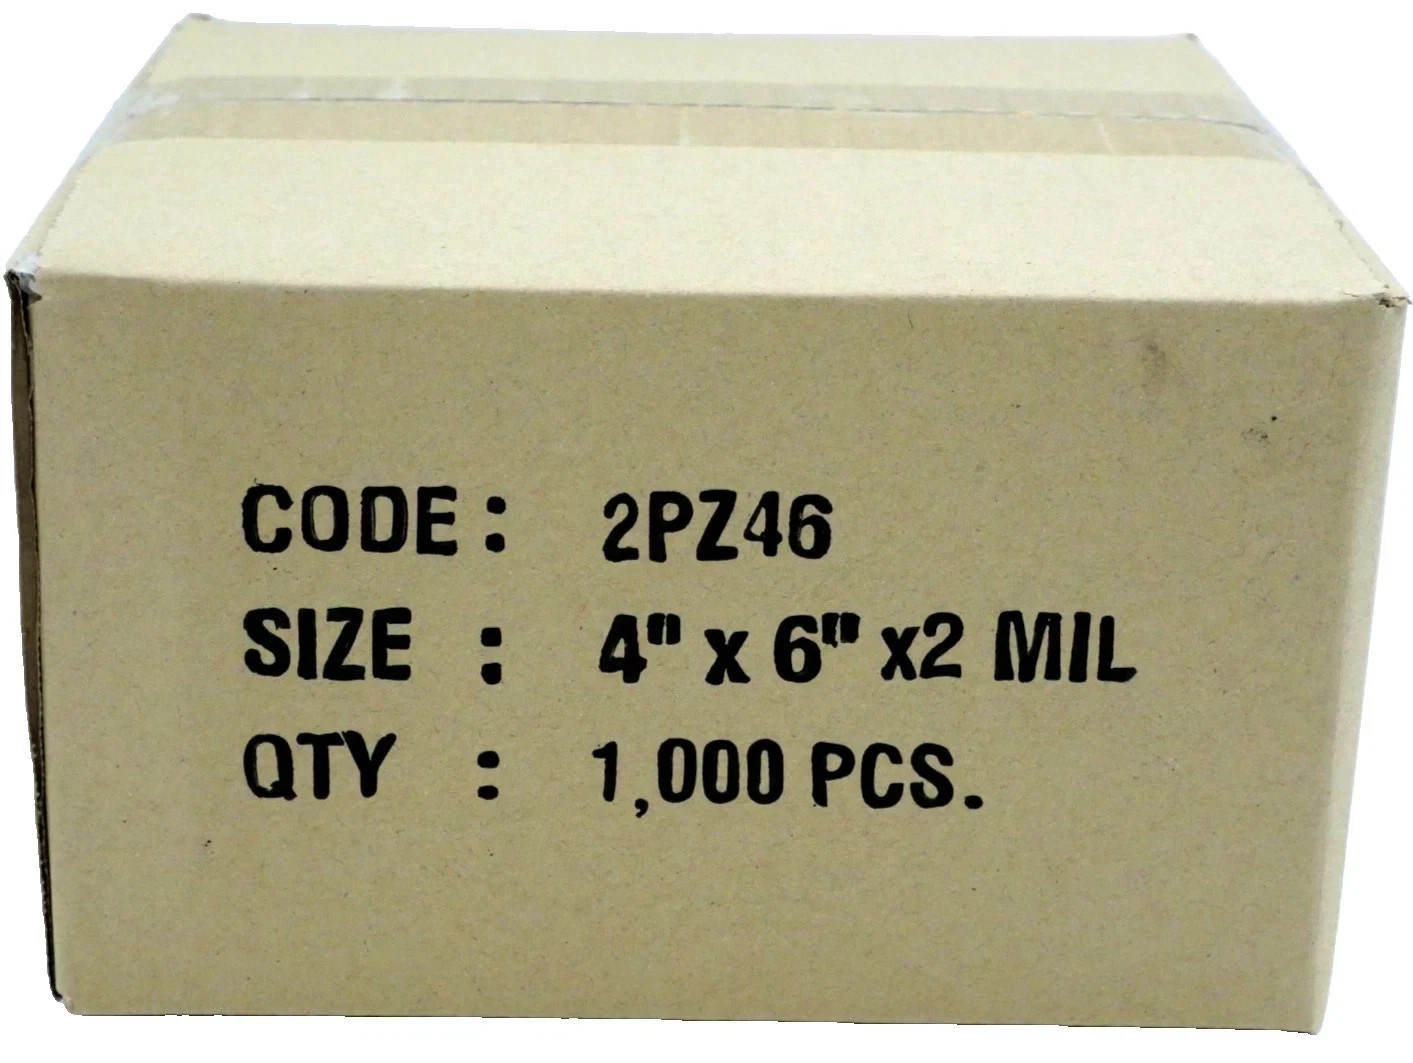 CODE : 2PZ46
SIZE : 4" x 6" x2 MIL
QTY : 1,000 PCS.